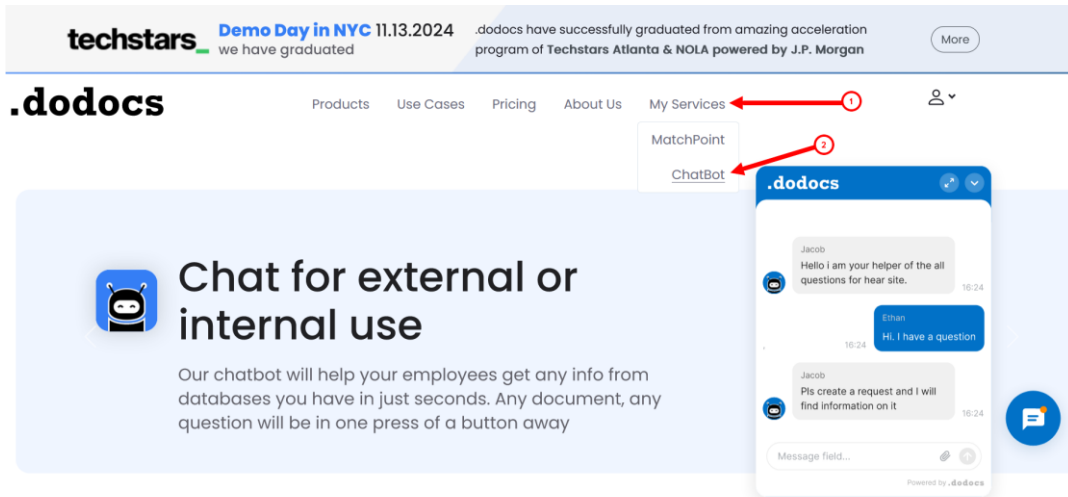 techstars_
Demo Day in NYC 11.13.2024
we have graduated
.dodocs have successfully graduated from amazing acceleration
program of Techstars Atlanta & NOLA powered by J.P. Morgan
More
.dodocs
Products Use Cases Pricing About Us My Services
1
MatchPoint
2
ChatBot
Chat for external or
internal use
Our chatbot will help your employees get any info from
databases you have in just seconds. Any document, any
question will be in one press of a button away
.dodocs
Jacob
Hello i am your helper of the all
questions for hear site.
16:24
Ethan
Hi. I have a question
16:24
Jacob
Pls create a request and I will
find information on it
16:24
Message field...
Powered by .dodocs